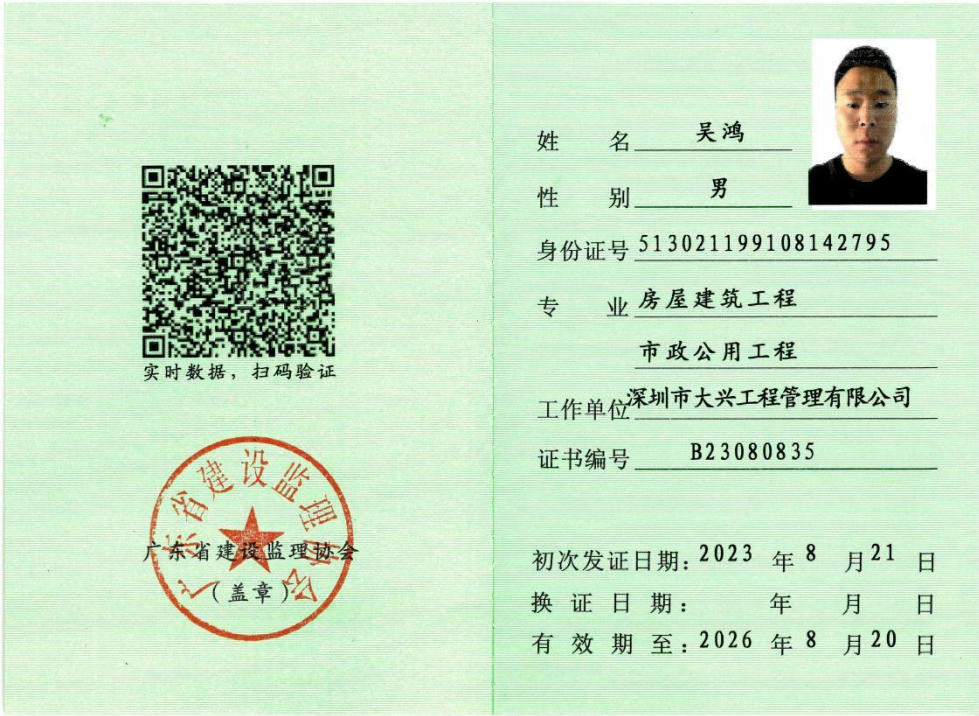 实时数据，扫码验证
广东省建设监理协会
广东省建设监理协会
（盖章）
姓 名 吴鸿
性 别 男
身份证号 513021199108142795
专 业 房屋建筑工程
市政公用工程
工作单位 深圳市大兴工程管理有限公司
证书编号 B23080835
初次发证日期：2023 年 8 月 21 日
换 证 日 期： 年 月 日
有 效 期 至：2026 年 8 月 20 日